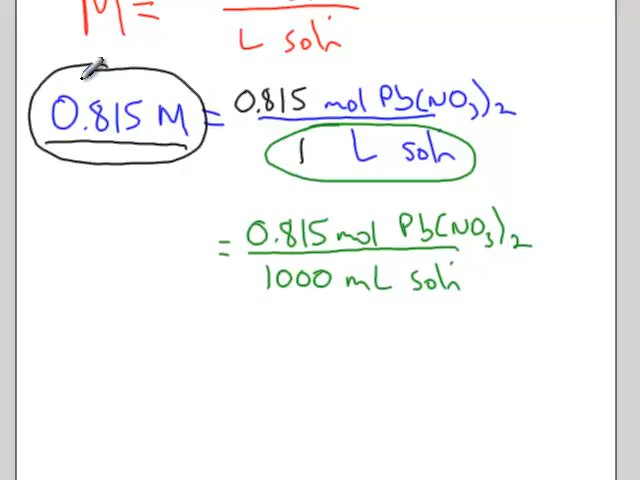 M =
L soln
0.815 M = 0.815 mol Pb(NO3)2
1 L soln
= 0.815 mol Pb(NO3)2
1000 mL soln